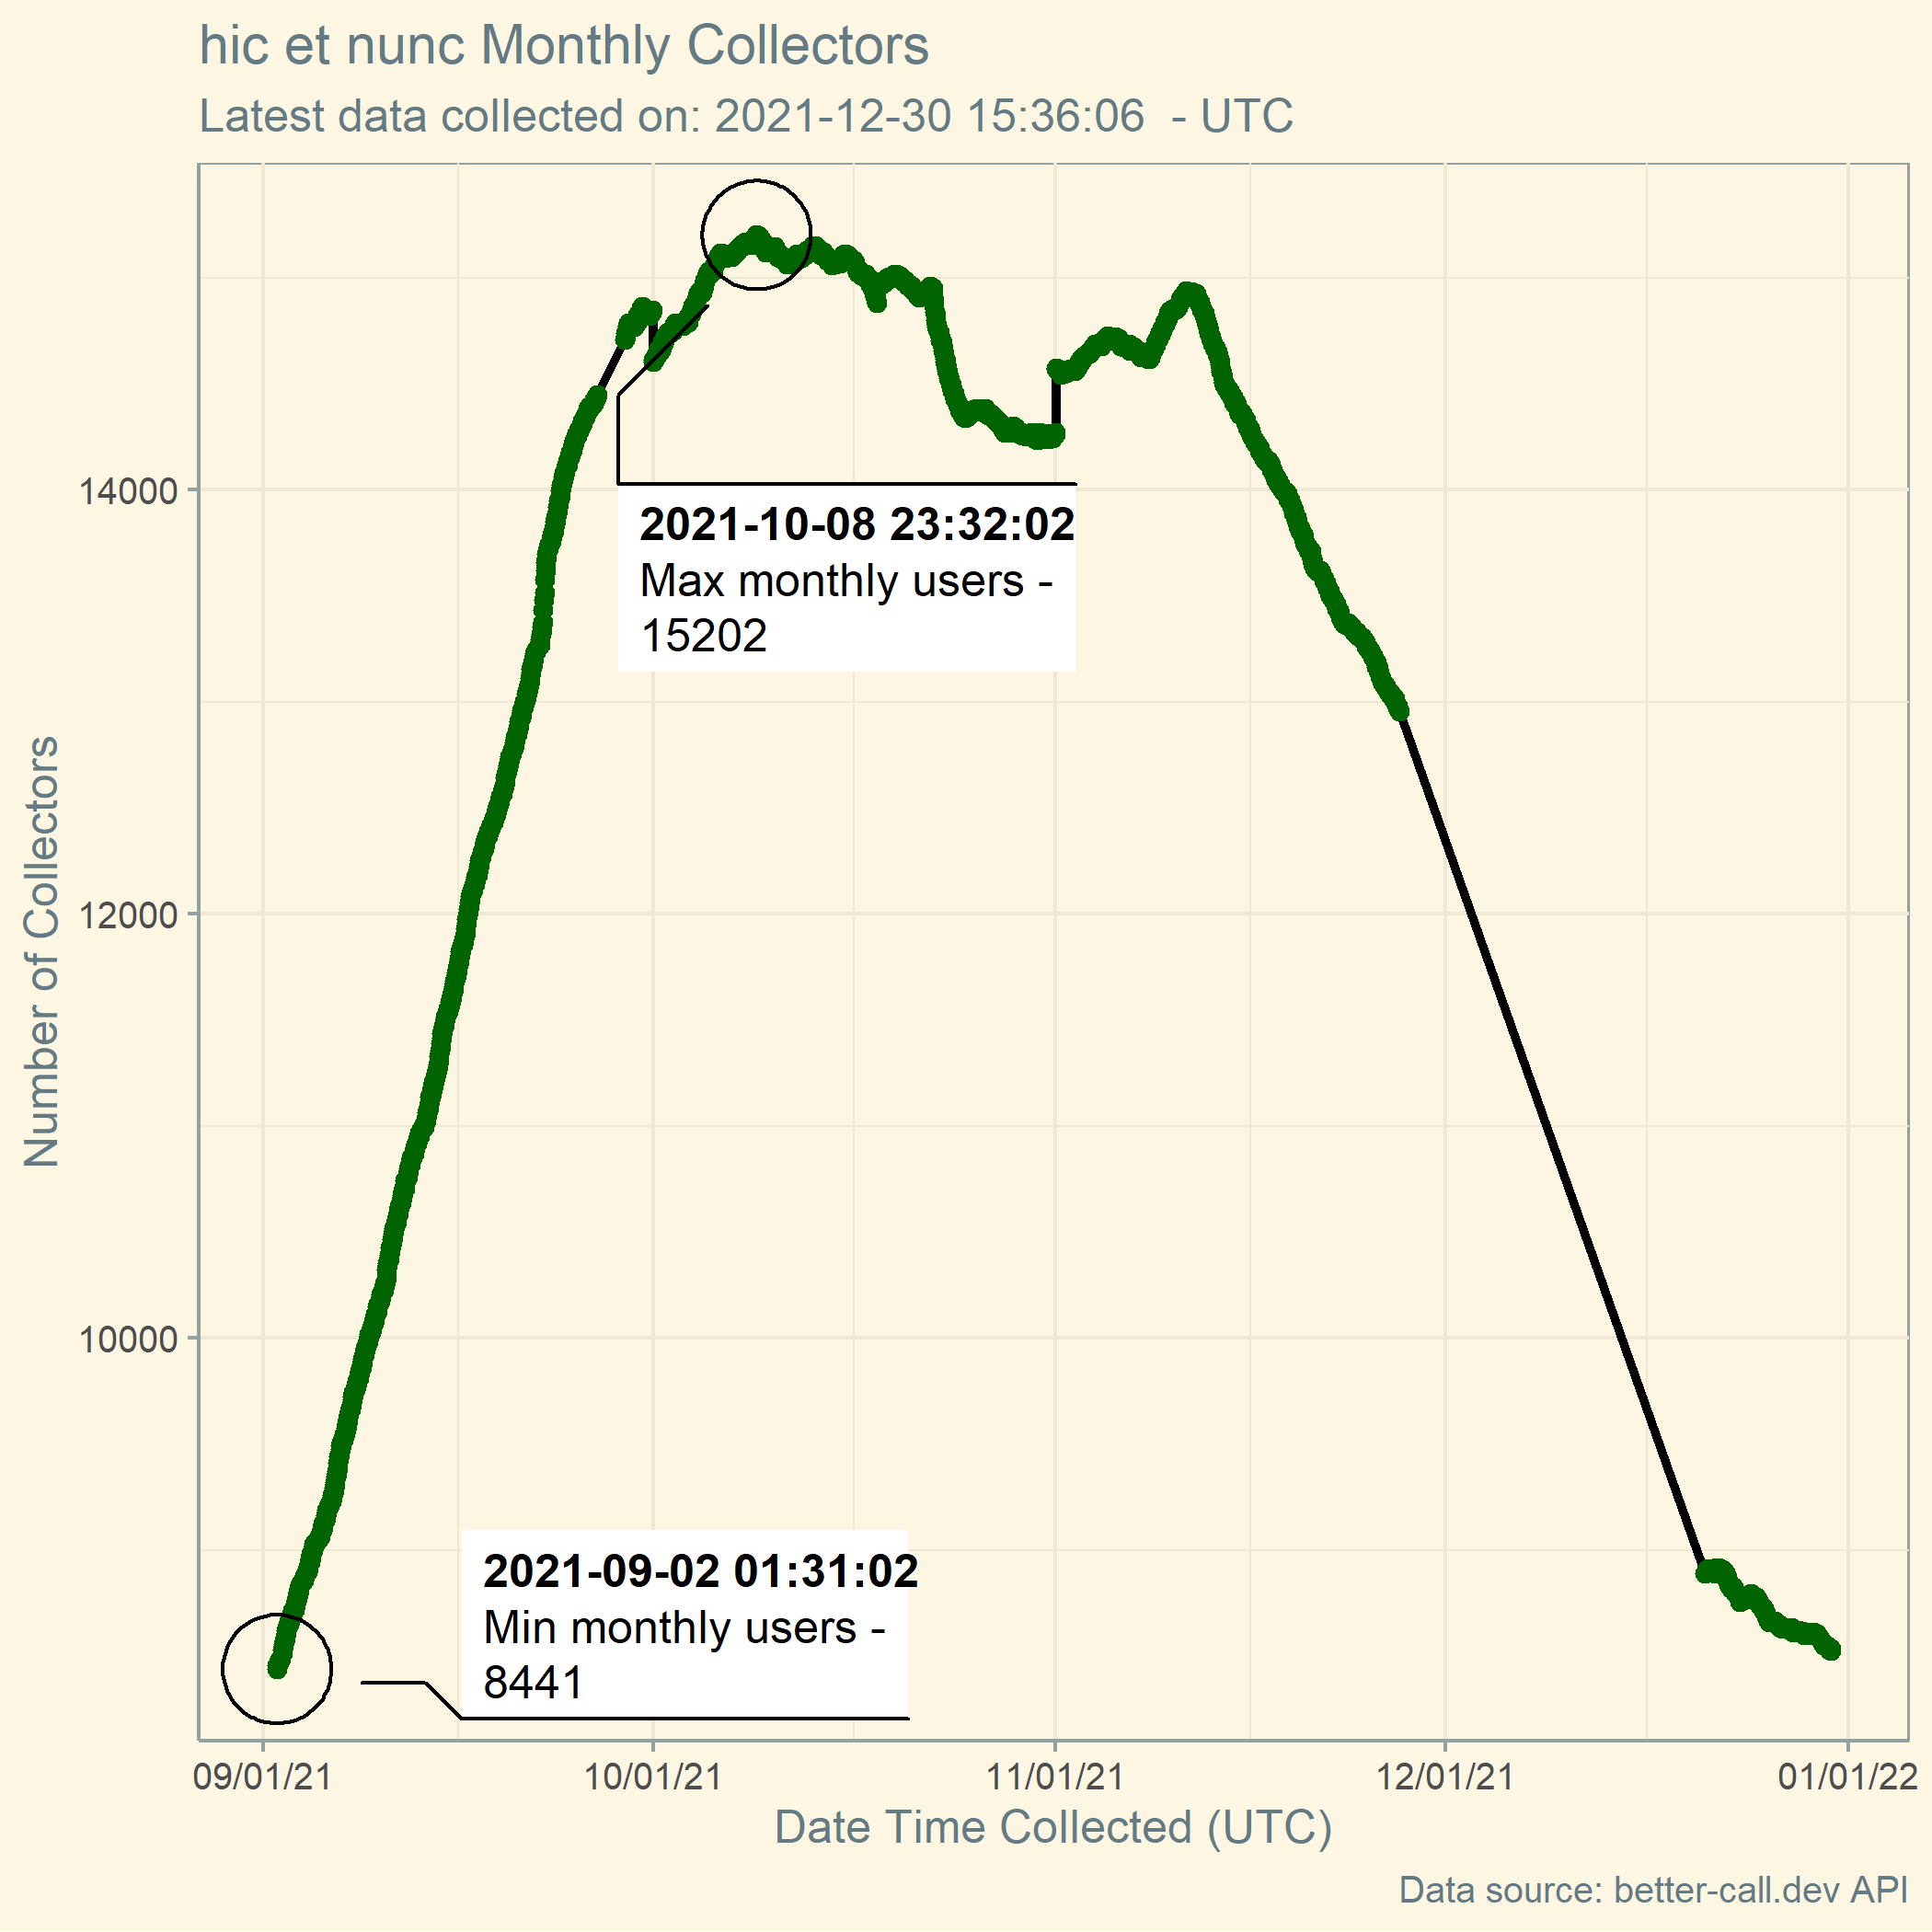 hic et nunc Monthly Collectors
Latest data collected on: 2021-12-30 15:36:06  - UTC
14000
2021-10-08 23:32:02
Max monthly users -
15202
Number of Collectors
12000
10000
2021-09-02 01:31:02
Min monthly users -
8441
09/01/21
10/01/21
11/01/21
12/01/21
01/01/22
Date Time Collected (UTC)
Data source: better-call.dev API